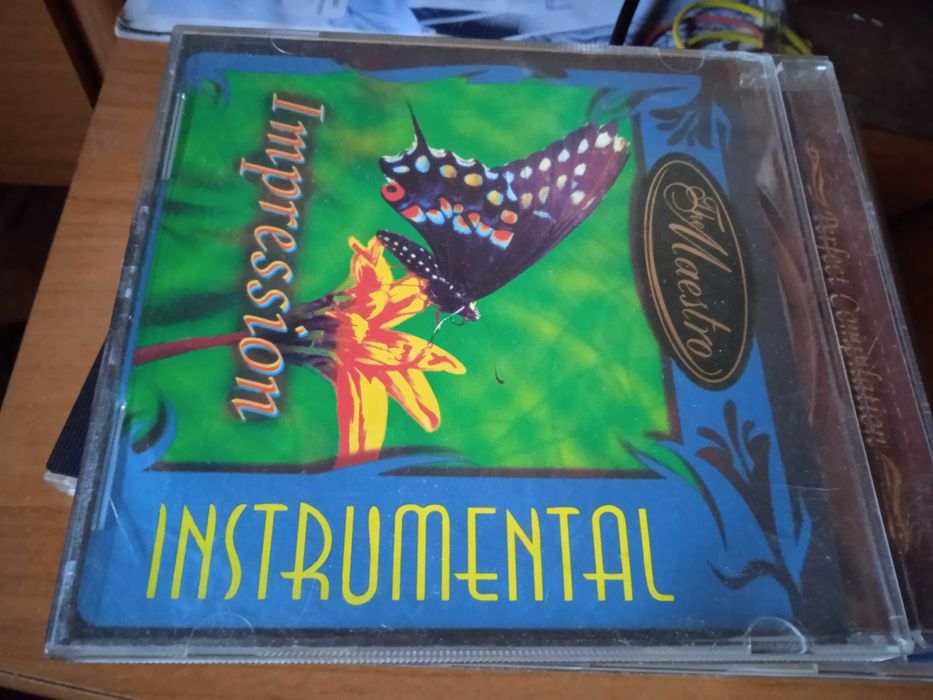 The Maestro
Impression
INSTRUMENTAL
Perfect Compilation